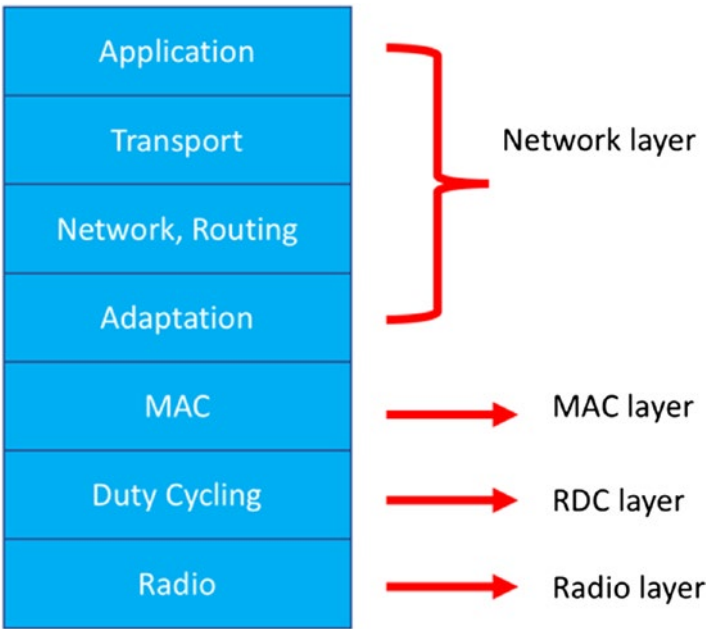 Application
Transport
Network, Routing
Adaptation
MAC
Duty Cycling
Radio
Network layer
MAC layer
RDC layer
Radio layer